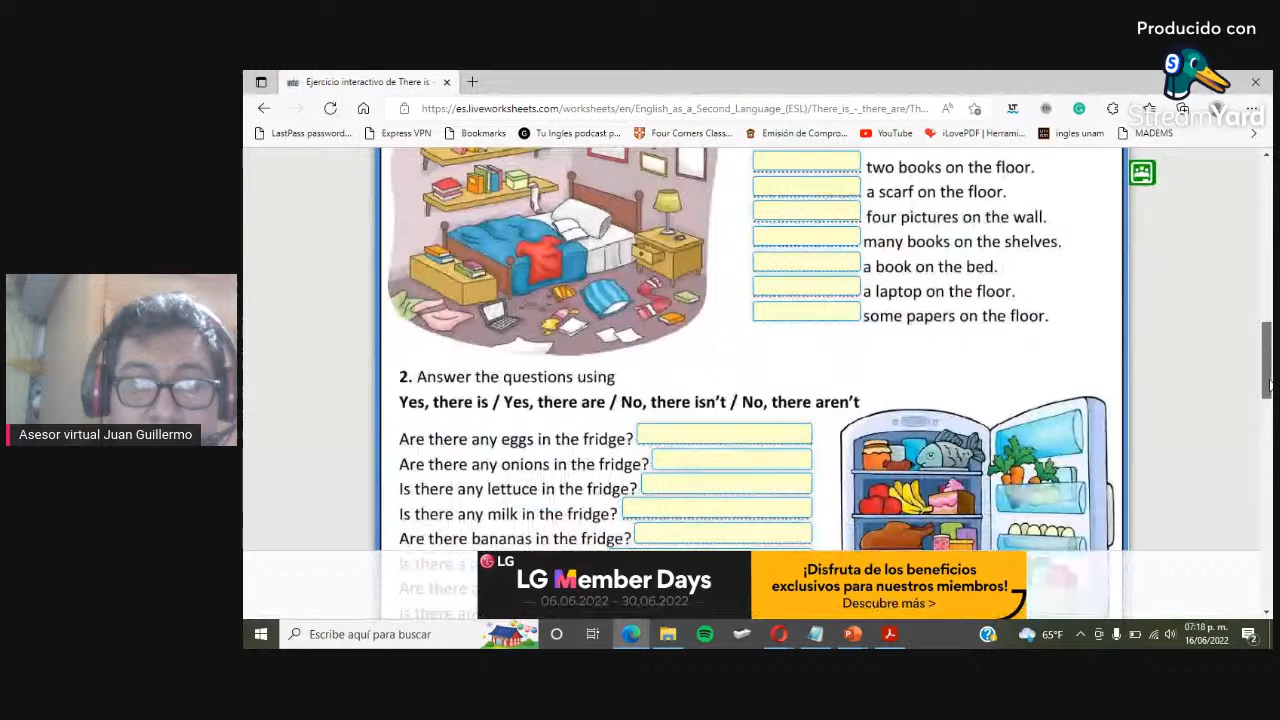 Producido con
StreamYard
Ejercicio interactivo de There is -
https://es.liveworksheets.com/worksheets/en/English_as_a_Second_Language_(ESL)/There_is_-_there_are/Th...
LastPass password...
Express VPN
Bookmarks
Tu Ingles podcast p...
Four Corners Class...
Emisión de Compro...
YouTube
iLovePDF | Herrami...
ingles unam
MADEMS
two books on the floor.
a scarf on the floor.
four pictures on the wall.
many books on the shelves.
a book on the bed.
a laptop on the floor.
some papers on the floor.
2. Answer the questions using
Yes, there is / Yes, there are / No, there isn't / No, there aren't
Are there any eggs in the fridge?
Are there any onions in the fridge?
Is there any lettuce in the fridge?
Is there any milk in the fridge?
Are there bananas in the fridge?
Is there a
Are there
Is there
LG
LG Member Days
06.06.2022 - 30.06.2022
¡Disfruta de los beneficios
exclusivos para nuestros miembros!
Descubre más >
Asesor virtual Juan Guillermo
Escribe aquí para buscar
65°F
07:18 p. m.
16/06/2022
2